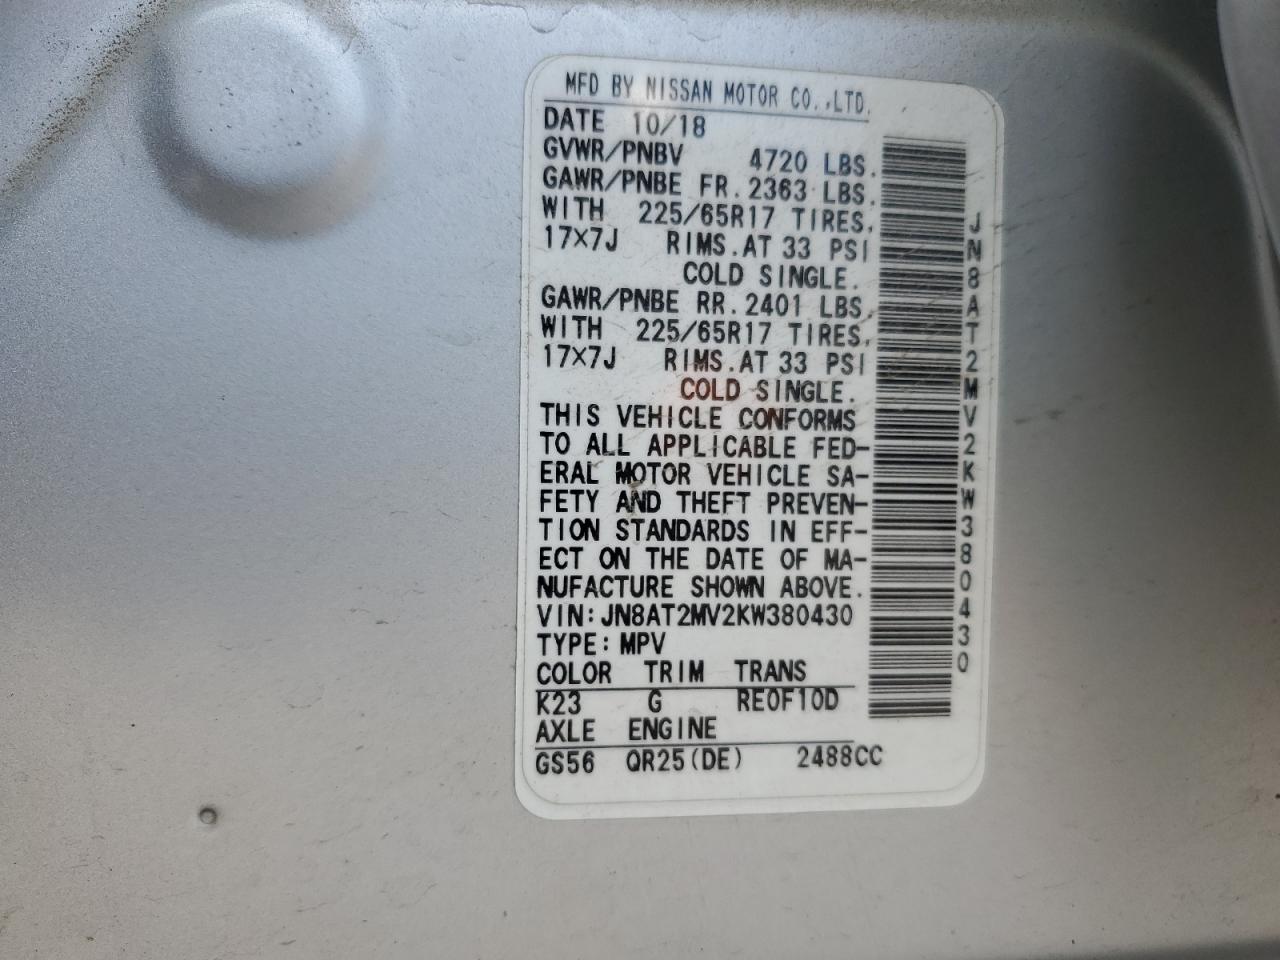 MFD BY NISSAN MOTOR CO.,LTD.
DATE 10/18
GVWR/PNBV 4720 LBS.
GAWR/PNBE FR. 2363 LBS.
WITH 225/65R17 TIRES,
17×7J RIMS.AT 33 PSI
COLD SINGLE.
GAWR/PNBE RR. 2401 LBS.
WITH 225/65R17 TIRES,
17×7J RIMS.AT 33 PSI
COLD SINGLE.
THIS VEHICLE CONFORMS
TO ALL APPLICABLE FED-
ERAL MOTOR VEHICLE SA-
FETY AND THEFT PREVEN-
TION STANDARDS IN EFF-
ECT ON THE DATE OF MA-
NUFACTURE SHOWN ABOVE.
VIN:JN8AT2MV2KW380430
TYPE:MPV
COLOR TRIM TRANS
K23 G RE0F10D
AXLE ENGINE
GS56 QR25(DE) 2488CC
JN8AT2MV2KW380430